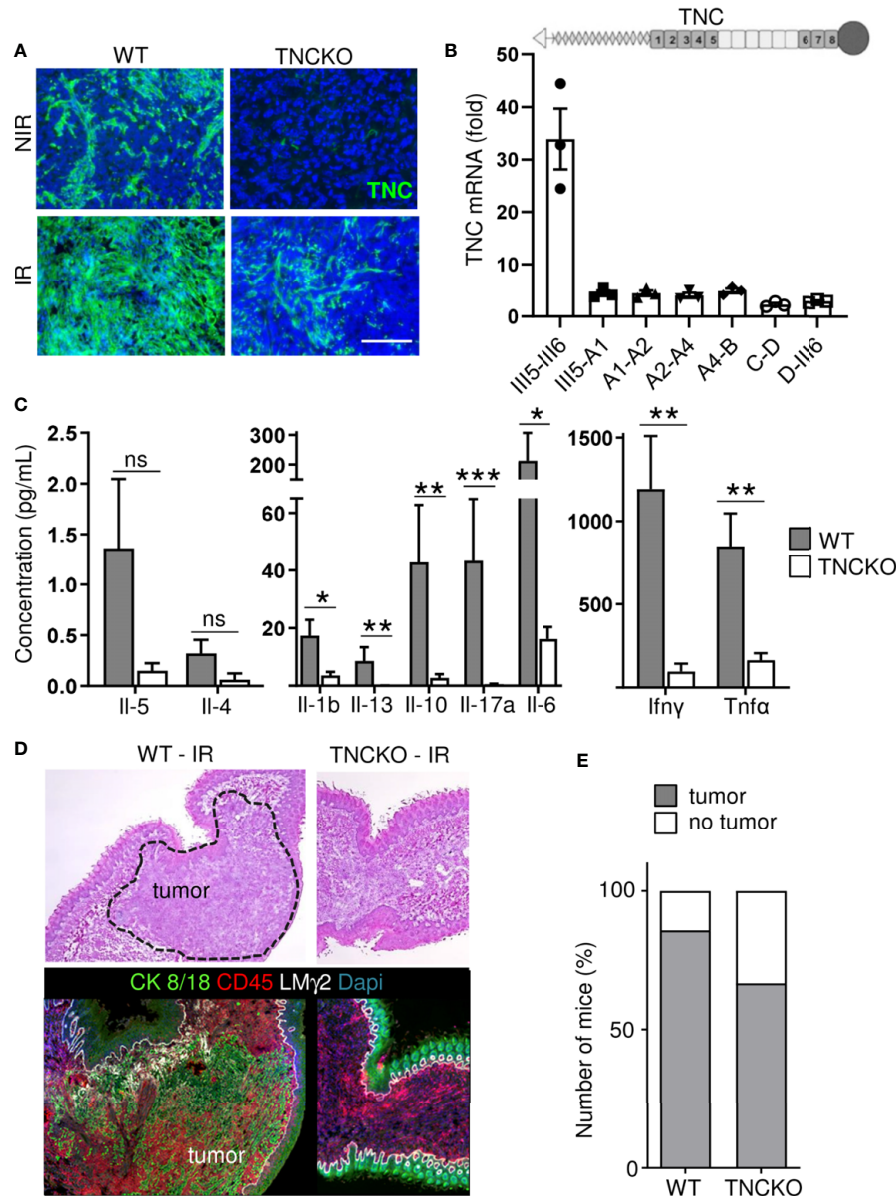 TNC
A
WT
TNCKO
B
1 2 3 4 5 6 7 8
NIR
TNC
IR
TNC mRNA (fold)
50
40
30
20
10
5
0
III5-III6
III5-A1
A1-A2
A2-A4
A4-B
C-D
D-III6
C
Concentration (pg/mL)
2.5
2.0
1.5
1.0
0.5
0.0
ns
ns
Il-5
Il-4
300
200
60
40
20
*
**
**
***
*
Il-1b
Il-13
Il-10
Il-17a
Il-6
1500
1000
500
**
**
Ifnγ
Tnfα
WT
TNCKO
D
WT - IR
TNCKO - IR
tumor
CK 8/18 CD45 LMγ2 Dapi
tumor
E
tumor
no tumor
Number of mice (%)
100
50
0
WT
TNCKO